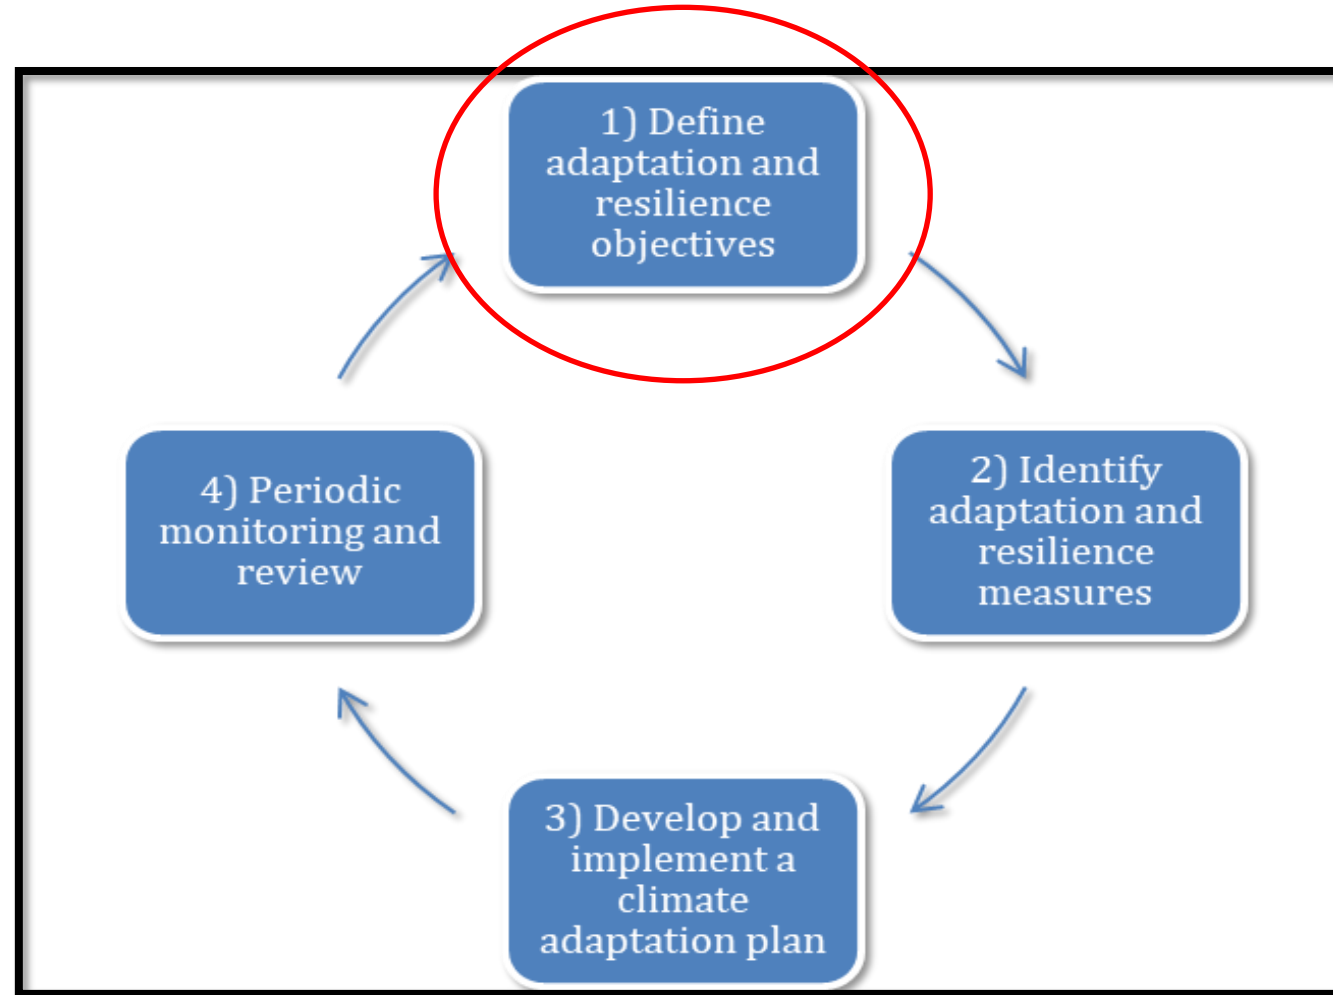 1) Define
adaptation and
resilience
objectives
2) Identify
adaptation and
resilience
measures
3) Develop and
implement a
climate
adaptation plan
4) Periodic
monitoring and
review